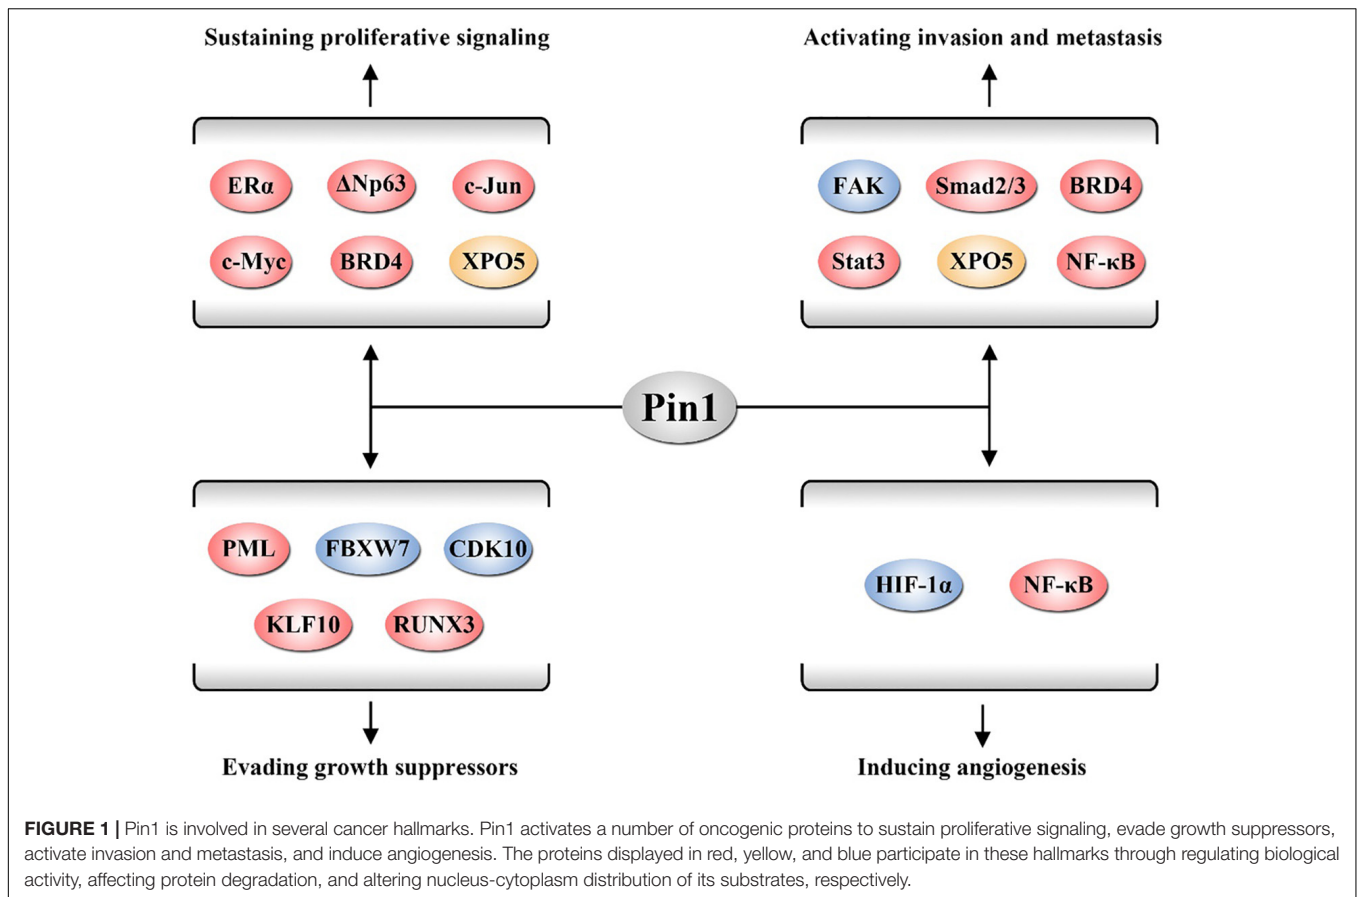 Sustaining proliferative signaling
Activating invasion and metastasis
ERα
ΔNp63
c-Jun
c-Myc
BRD4
XPO5
FAK
Smad2/3
BRD4
Stat3
XPO5
NF-κB
Pin1
PML
FBXW7
CDK10
KLF10
RUNX3
HIF-1α
NF-κB
Evading growth suppressors
Inducing angiogenesis
FIGURE 1 | Pin1 is involved in several cancer hallmarks. Pin1 activates a number of oncogenic proteins to sustain proliferative signaling, evade growth suppressors,
activate invasion and metastasis, and induce angiogenesis. The proteins displayed in red, yellow, and blue participate in these hallmarks through regulating biological
activity, affecting protein degradation, and altering nucleus-cytoplasm distribution of its substrates, respectively.